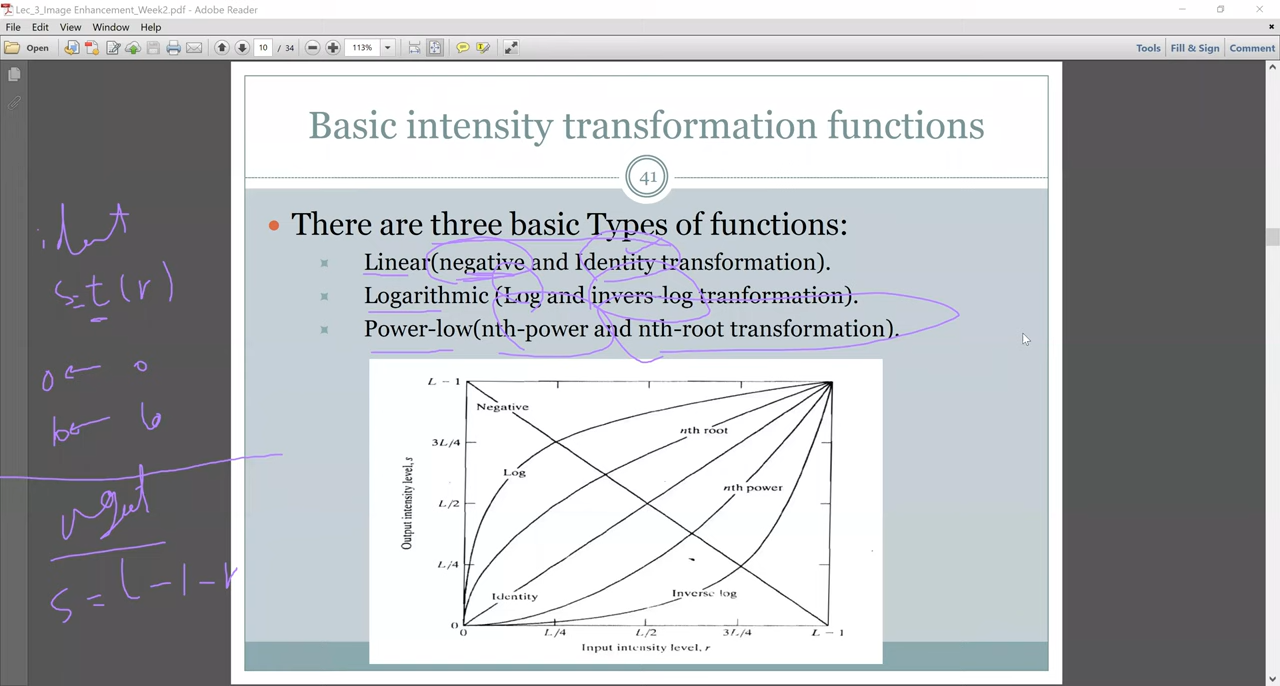 Lec_3_Image Enhancement_Week2.pdf - Adobe Reader
File Edit View Window Help
Open 10 / 34 113% Tools Fill & Sign Comment
Basic intensity transformation functions
41
There are three basic Types of functions:
Linear(negative and Identity transformation).
Logarithmic (Log and invers-log tranformation).
Power-low(nth-power and nth-root transformation).
ident
s=t(r)
0 ← 0
s = L-1-r
L − 1
3L/4
L/2
L/4
0
Output intensity level, s
Negative
Log
nth root
nth power
Identity
Inverse log
0 L/4 L/2 3L/4 L − 1
Input intensity level, r